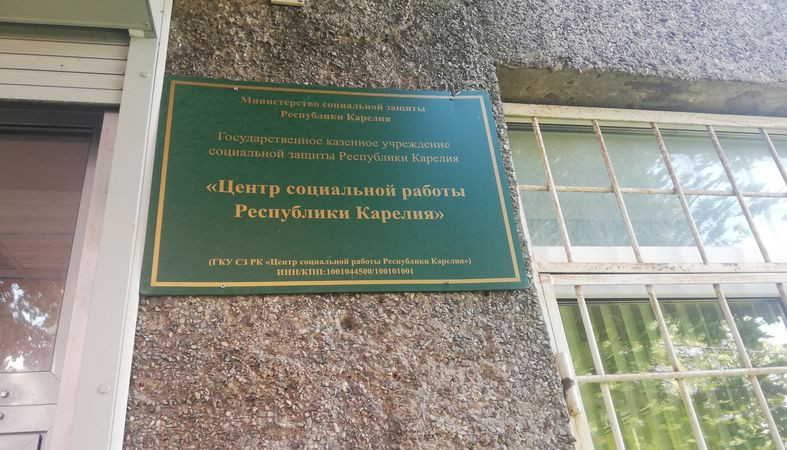 Министерство социальной защиты
Республики Карелия
Государственное казенное учреждение
социальной защиты Республики Карелия
«Центр социальной работы
Республики Карелия»
(ГКУ СЗ РК «Центр социальной работы Республики Карелия»)
ИНН/КПП:1001044500/100101001